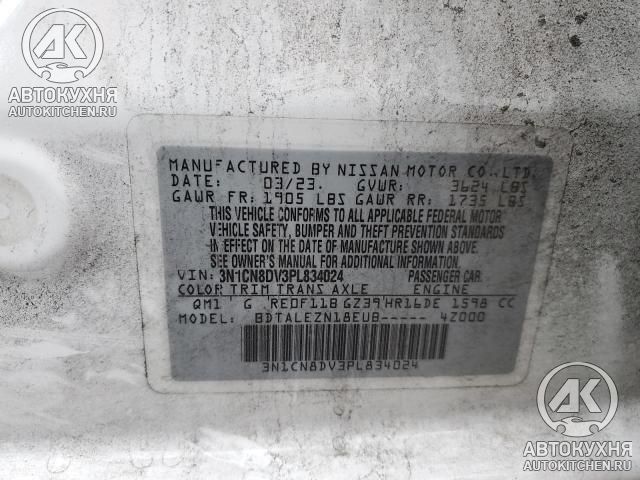 AK
АВТОКУХНЯ
AUTOKITCHEN.RU
MANUFACTURED BY NISSAN MOTOR CO.,LTD.
DATE: 03/23. GVWR: 3624 LBS
GAWR FR: 1905 LBS GAWR RR: 1735 LBS
THIS VEHICLE CONFORMS TO ALL APPLICABLE FEDERAL MOTOR
VEHICLE SAFETY, BUMPER AND THEFT PREVENTION STANDARDS
IN EFFECT ON THE DATE OF MANUFACTURE SHOWN ABOVE.
SEE OWNER'S MANUAL FOR ADDITIONAL INFORMATION
VIN: 3N1CN8DV3PL834024 PASSENGER CAR.
COLOR TRIM TRANS AXLE ENGINE
QM1 G RE0F11B GZ39 HR16DE 1598 CC
MODEL: BDTALEZN18EUB----- 4Z000
3N1CN8DV3PL834024
AK
АВТОКУХНЯ
AUTOKITCHEN.RU